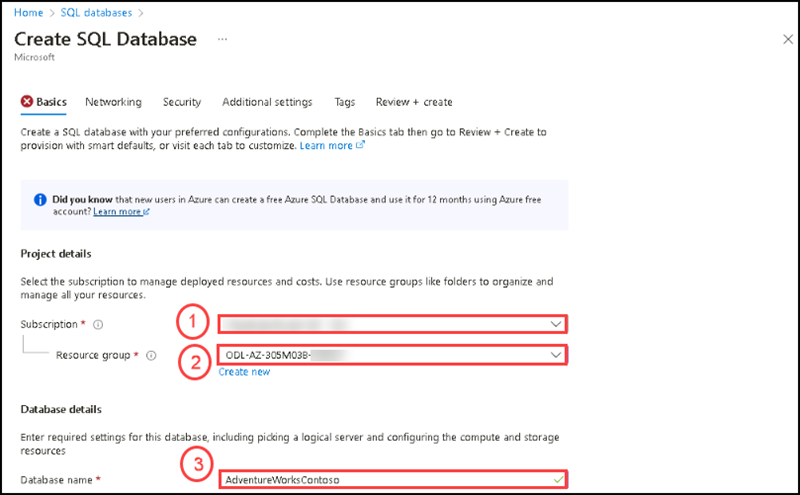 Home > SQL databases >
Create SQL Database ...
Microsoft
Basics Networking Security Additional settings Tags Review + create
Create a SQL database with your preferred configurations. Complete the Basics tab then go to Review + Create to
provision with smart defaults, or visit each tab to customize. Learn more
Did you know that new users in Azure can create a free Azure SQL Database and use it for 12 months using Azure free
account? Learn more
Project details
Select the subscription to manage deployed resources and costs. Use resource groups like folders to organize and
manage all your resources.
Subscription * 1
Resource group * 2 ODL-AZ-305M03B-
Create new
Database details
Enter required settings for this database, including picking a logical server and configuring the compute and storage
resources
Database name * 3 AdventureWorksContoso